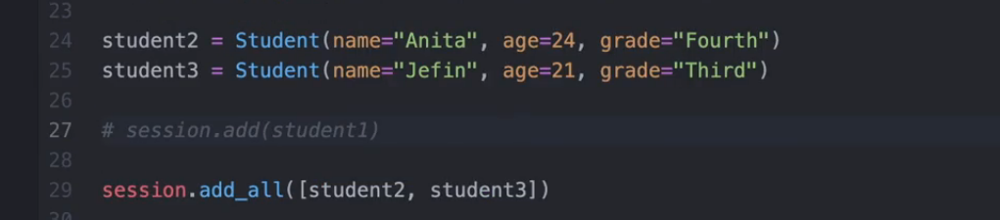 23
24 student2 = Student(name="Anita", age=24, grade="Fourth")
25 student3 = Student(name="Jefin", age=21, grade="Third")
26
27 # session.add(student1)
28
29 session.add_all([student2, student3])
30